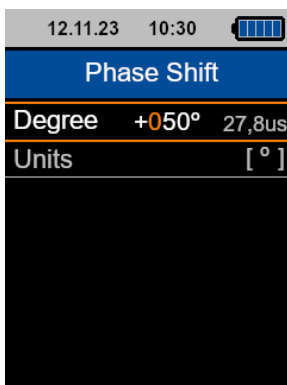 12.11.23 10:30
Phase Shift
Degree +050° 27,8us
Units [ ° ]